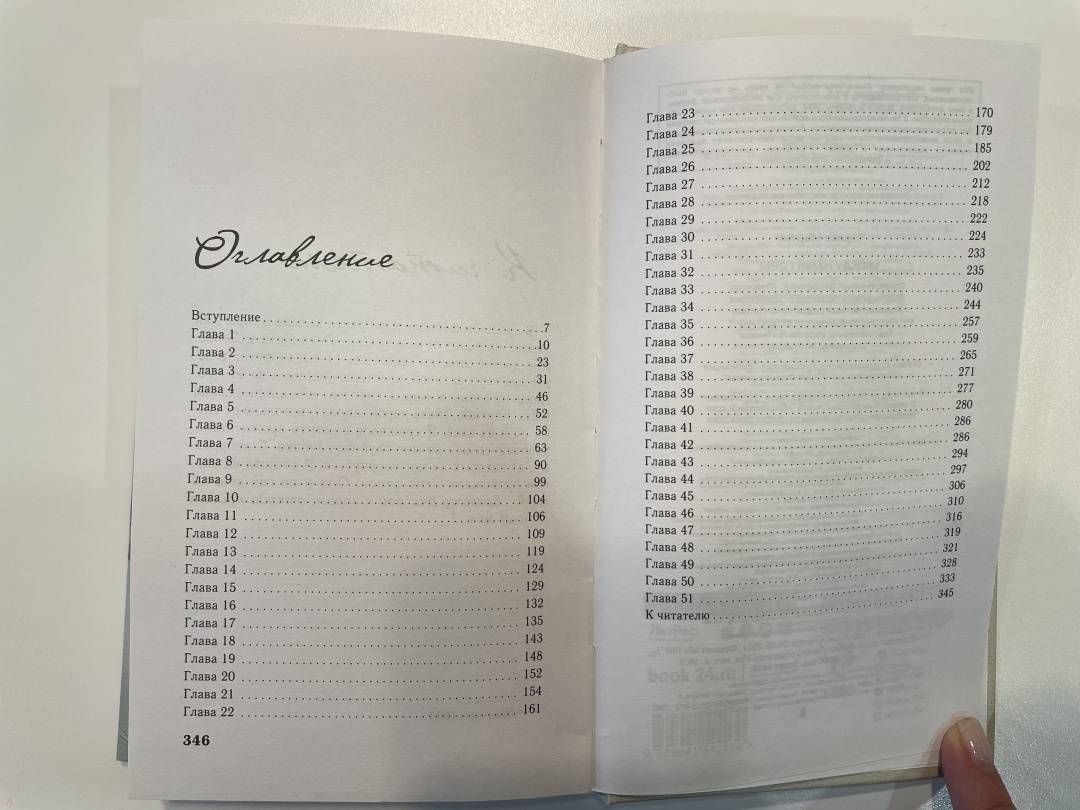 Оглавление
Вступление 7
Глава 1 10
Глава 2 23
Глава 3 31
Глава 4 46
Глава 5 52
Глава 6 58
Глава 7 63
Глава 8 90
Глава 9 99
Глава 10 104
Глава 11 106
Глава 12 109
Глава 13 119
Глава 14 124
Глава 15 129
Глава 16 132
Глава 17 135
Глава 18 143
Глава 19 148
Глава 20 152
Глава 21 154
Глава 22 161
346
Глава 23 170
Глава 24 179
Глава 25 185
Глава 26 202
Глава 27 212
Глава 28 218
Глава 29 222
Глава 30 224
Глава 31 233
Глава 32 235
Глава 33 240
Глава 34 244
Глава 35 257
Глава 36 259
Глава 37 265
Глава 38 271
Глава 39 277
Глава 40 280
Глава 41 286
Глава 42 286
Глава 43 294
Глава 44 297
Глава 45 306
Глава 46 310
Глава 47 316
Глава 48 319
Глава 49 321
Глава 50 328
Глава 51 333
К читателю 345
book 24.ru